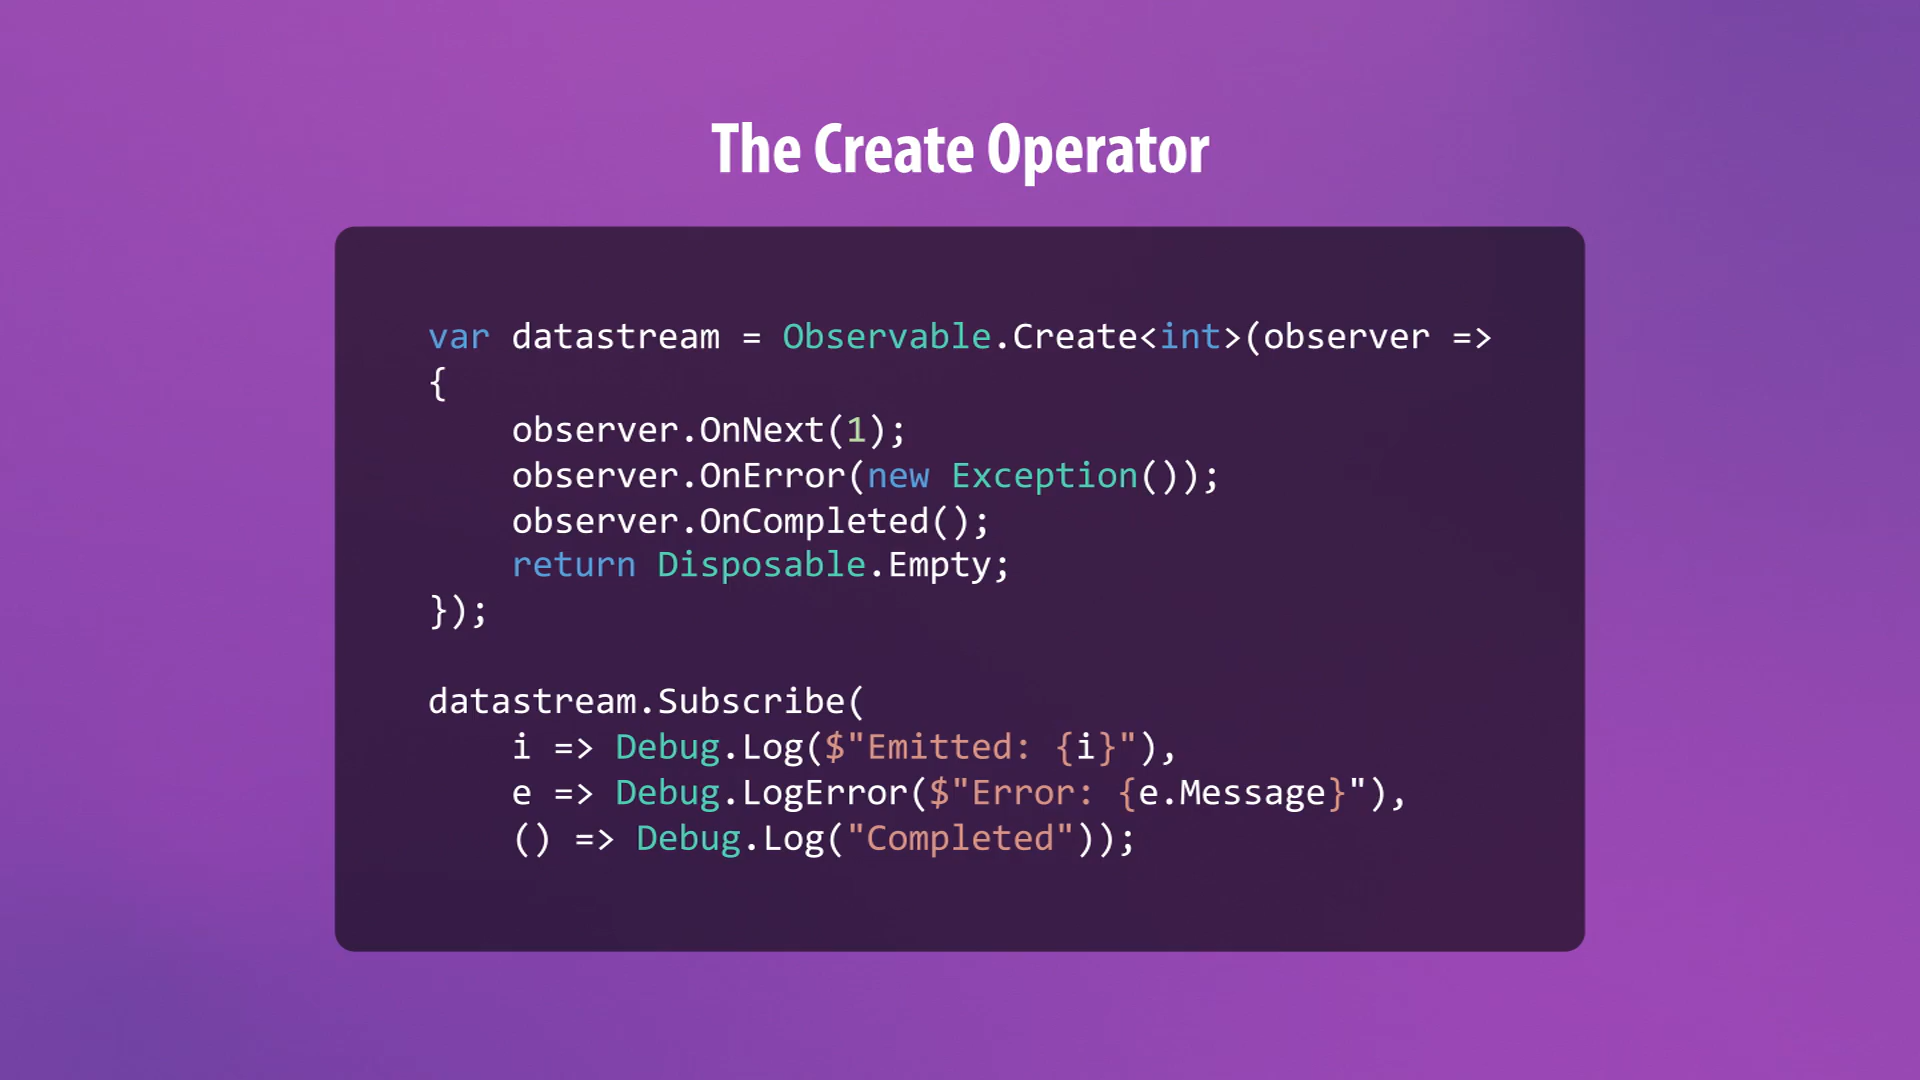 The Create Operator
var datastream = Observable.Create<int>(observer =>
{
    observer.OnNext(1);
    observer.OnError(new Exception());
    observer.OnCompleted();
    return Disposable.Empty;
});
datastream.Subscribe(
    i => Debug.Log($"Emitted: {i}"),
    e => Debug.LogError($"Error: {e.Message}"),
    () => Debug.Log("Completed"));